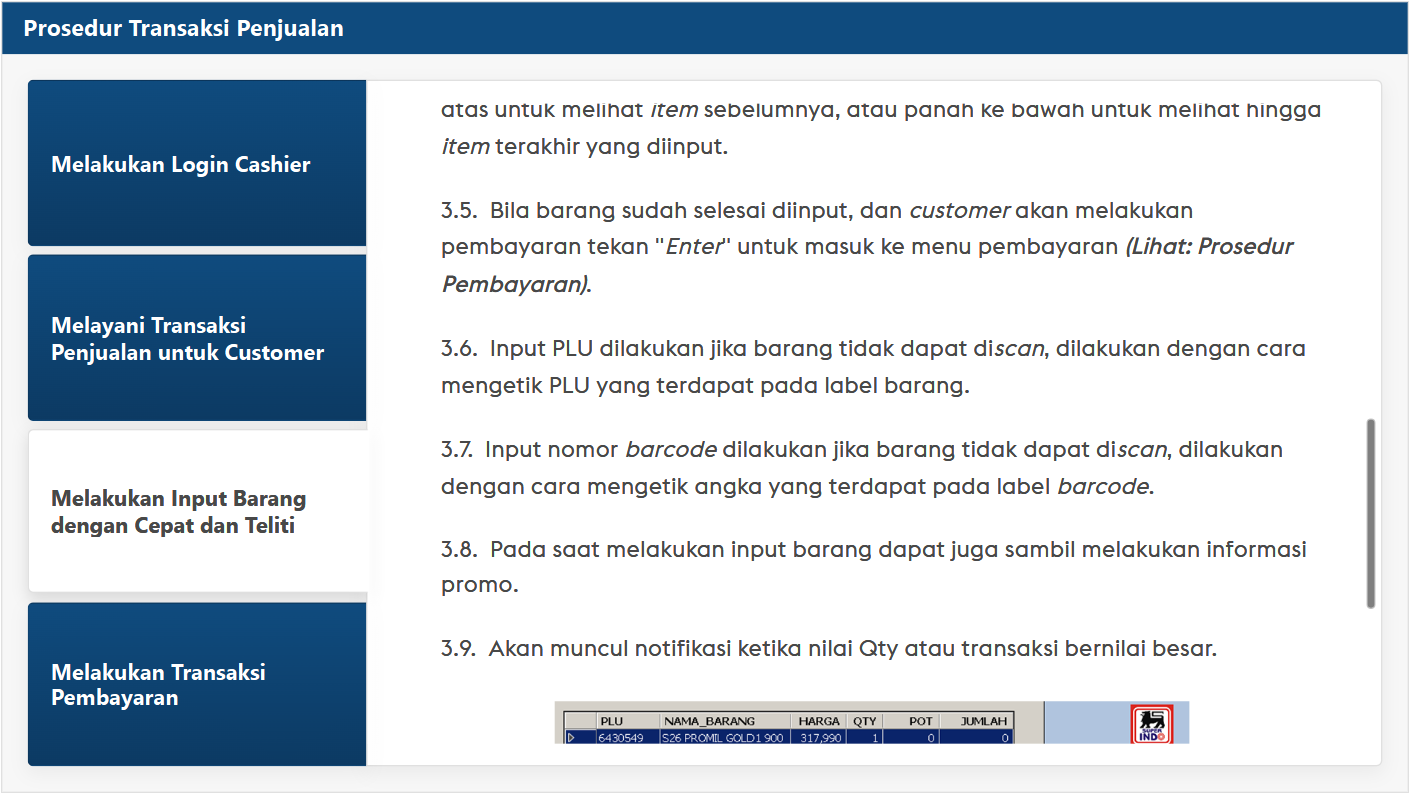 Prosedur Transaksi Penjualan
Melakukan Login Cashier
Melayani Transaksi
Penjualan untuk Customer
Melakukan Input Barang
dengan Cepat dan Teliti
Melakukan Transaksi
Pembayaran
atas untuk melihat item sebelumnya, atau panah ke bawah untuk melihat hingga
item terakhir yang diinput.
3.5. Bila barang sudah selesai diinput, dan customer akan melakukan
pembayaran tekan "Enter" untuk masuk ke menu pembayaran (Lihat: Prosedur
Pembayaran).
3.6. Input PLU dilakukan jika barang tidak dapat discan, dilakukan dengan cara
mengetik PLU yang terdapat pada label barang.
3.7. Input nomor barcode dilakukan jika barang tidak dapat discan, dilakukan
dengan cara mengetik angka yang terdapat pada label barcode.
3.8. Pada saat melakukan input barang dapat juga sambil melakukan informasi
promo.
3.9. Akan muncul notifikasi ketika nilai Qty atau transaksi bernilai besar.
PLU NAMA_BARANG HARGA QTY POT JUMLAH
6430549 S26 PROMIL GOLD1 900 317,990 1 0 0
SUPER
INDO